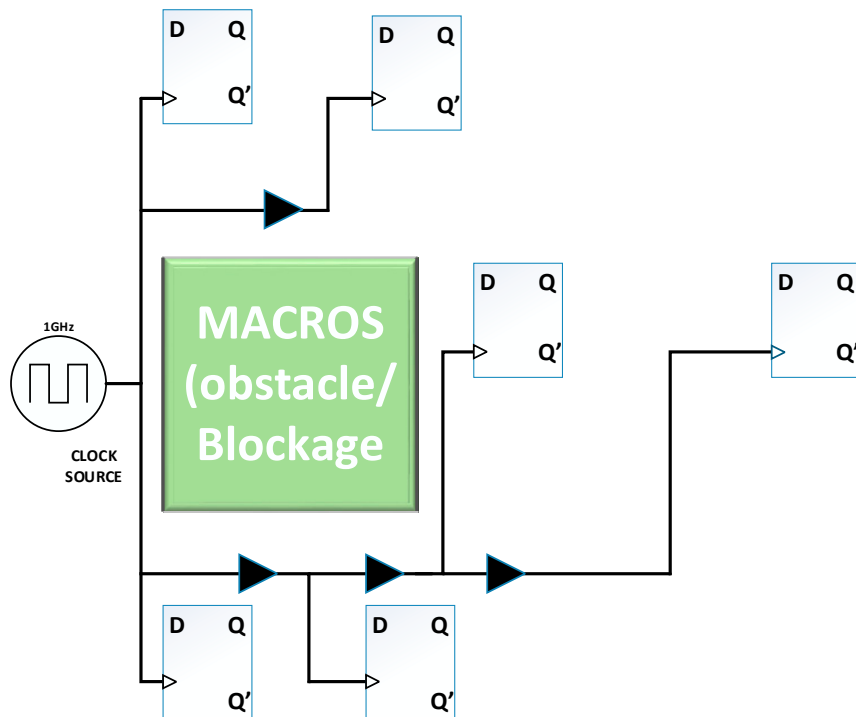 D Q
Q’
D Q
Q’
1GHz
CLOCK
SOURCE
MACROS
(obstacle/
Blockage
D Q
Q’
D Q
Q’
D Q
Q’
D Q
Q’